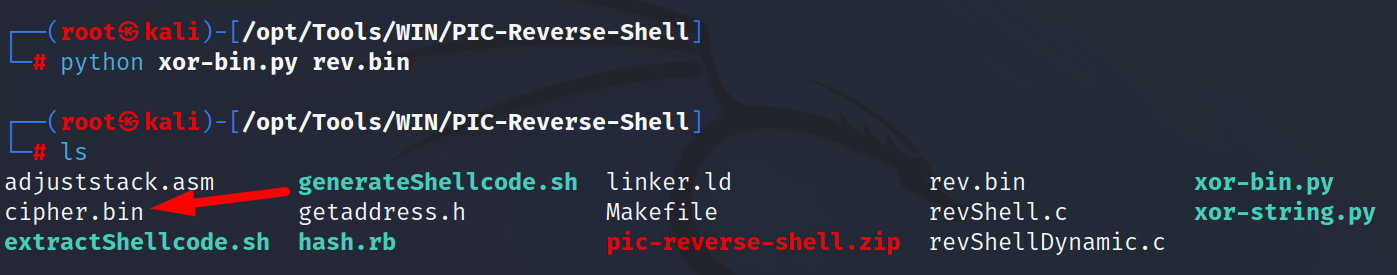 ┌──(root㉿kali)-[/opt/Tools/WIN/PIC-Reverse-Shell]
└─# python xor-bin.py rev.bin
┌──(root㉿kali)-[/opt/Tools/WIN/PIC-Reverse-Shell]
└─# ls
adjuststack.asm generateShellcode.sh linker.ld rev.bin xor-bin.py
cipher.bin getaddress.h Makefile revShell.c xor-string.py
extractShellcode.sh hash.rb pic-reverse-shell.zip revShellDynamic.c